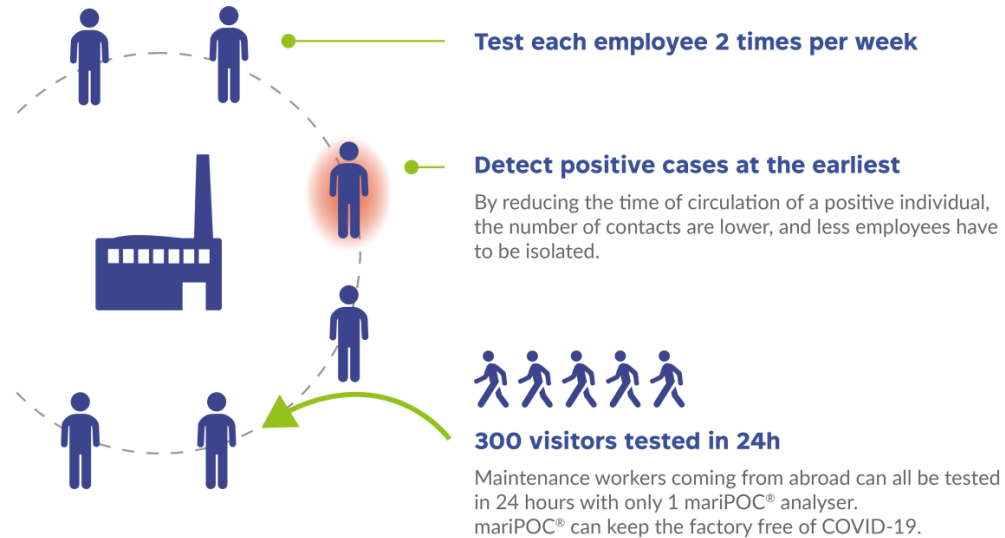 Test each employee 2 times per week
Detect positive cases at the earliest
By reducing the time of circulation of a positive individual,
the number of contacts are lower, and less employees have
to be isolated.
300 visitors tested in 24h
Maintenance workers coming from abroad can all be tested
in 24 hours with only 1 mariPOC® analyser.
mariPOC® can keep the factory free of COVID-19.